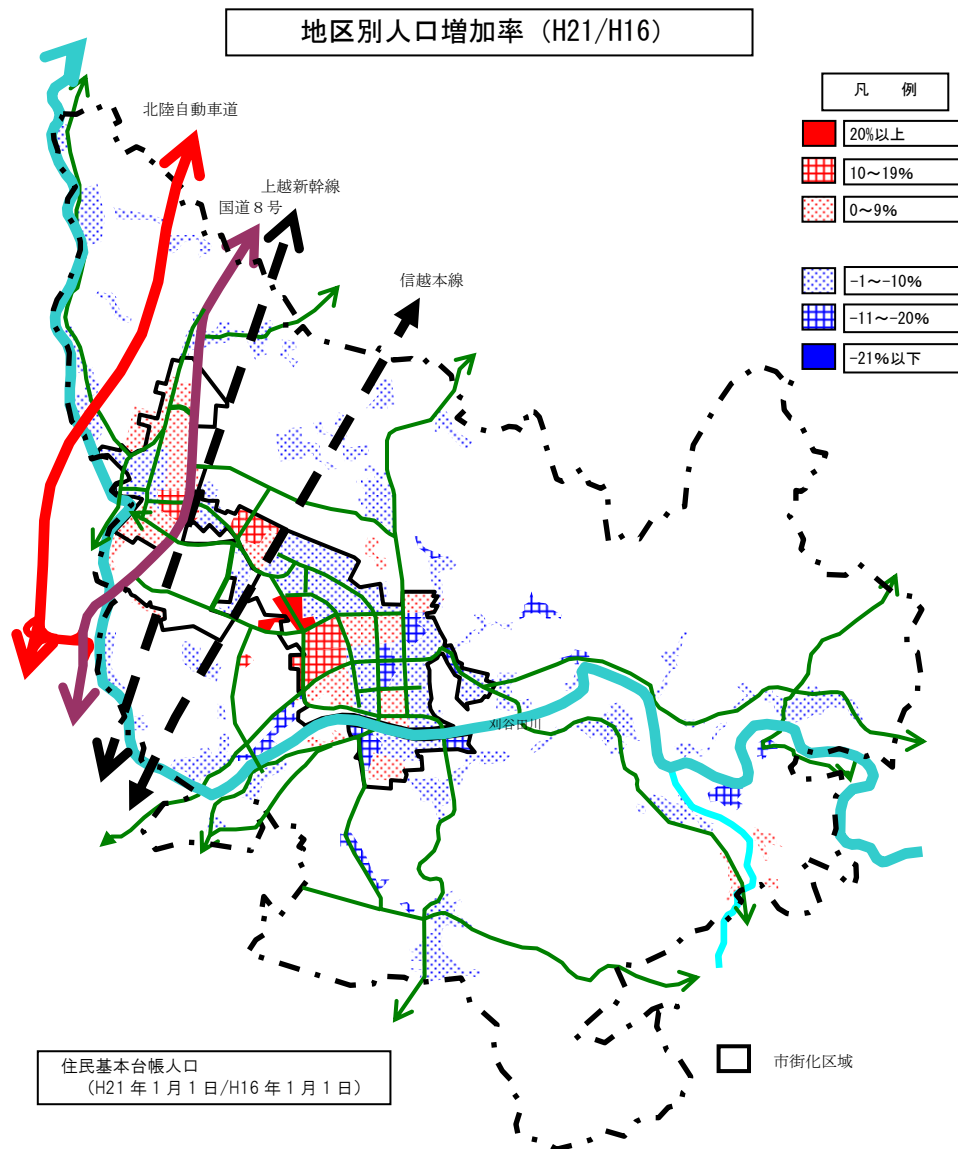 地区別人口増加率（H21/H16）
凡　例
北陸自動車道
20%以上
10～19%
上越新幹線
国道８号
0～9%
信越本線
-1～-10%
-11～-20%
-21%以下
刈谷田川
住民基本台帳人口
（H21年１月１日/H16年１月１日）
市街化区域